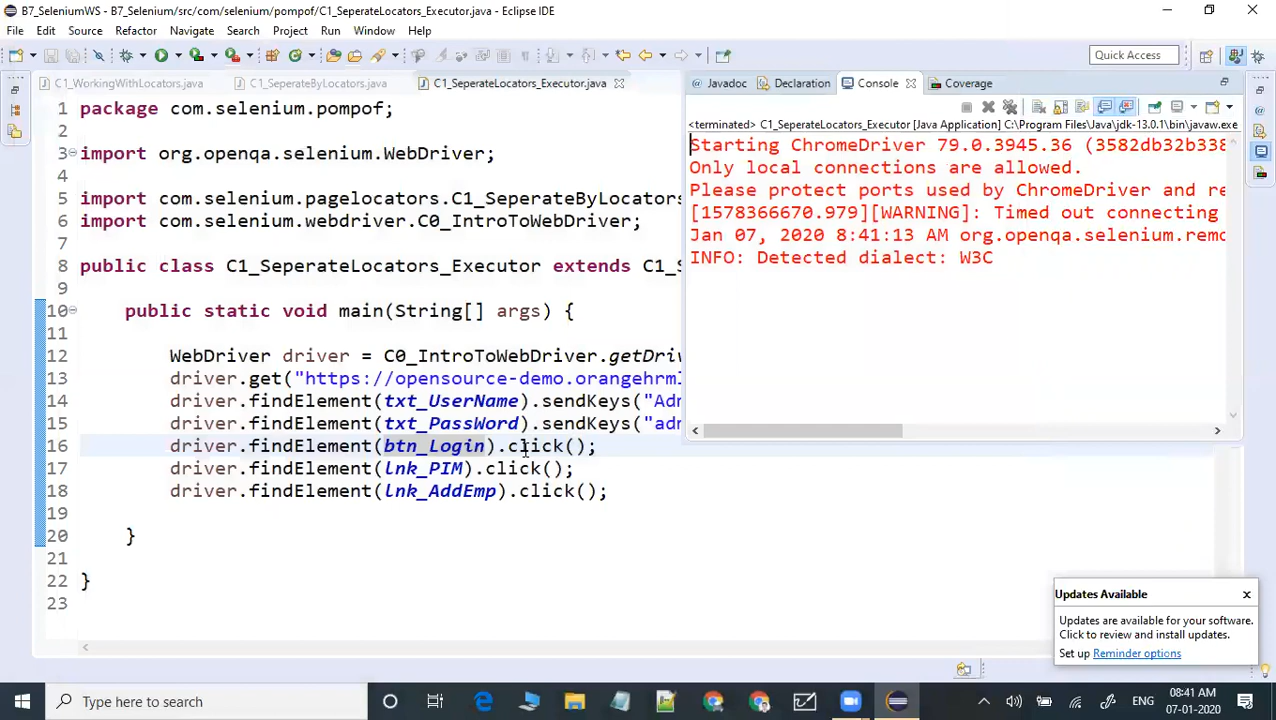 B7_SeleniumWS - B7_Selenium/src/com/selenium/pompof/C1_SeperateLocators_Executor.java - Eclipse IDE
File Edit Source Refactor Navigate Search Project Run Window Help
Quick Access
C1_WorkingWithLocators.java C1_SeperateByLocators.java C1_SeperateLocators_Executor.java
Javadoc Declaration Console Coverage
<terminated> C1_SeperateLocators_Executor [Java Application] C:\Program Files\Java\jdk-13.0.1\bin\javaw.exe
Starting ChromeDriver 79.0.3945.36 (3582db32b338
Only local connections are allowed.
Please protect ports used by ChromeDriver and re
[1578366670.979][WARNING]: Timed out connecting
Jan 07, 2020 8:41:13 AM org.openqa.selenium.remo
INFO: Detected dialect: W3C
1 package com.selenium.pompof;
2
3 import org.openqa.selenium.WebDriver;
4
5 import com.selenium.pagelocators.C1_SeperateByLocators
6 import com.selenium.webdriver.C0_IntroToWebDriver;
7
8 public class C1_SeperateLocators_Executor extends C1_S
9
10 public static void main(String[] args) {
11
12 WebDriver driver = C0_IntroToWebDriver.getDri
13 driver.get("https://opensource-demo.orangehrml
14 driver.findElement(txt_UserName).sendKeys("Adm
15 driver.findElement(txt_PassWord).sendKeys("adm
16 driver.findElement(btn_Login).click();
17 driver.findElement(lnk_PIM).click();
18 driver.findElement(lnk_AddEmp).click();
19
20 }
21
22 }
23
Updates Available
Updates are available for your software.
Click to review and install updates.
Set up Reminder options
Type here to search
ENG
08:41 AM
07-01-2020